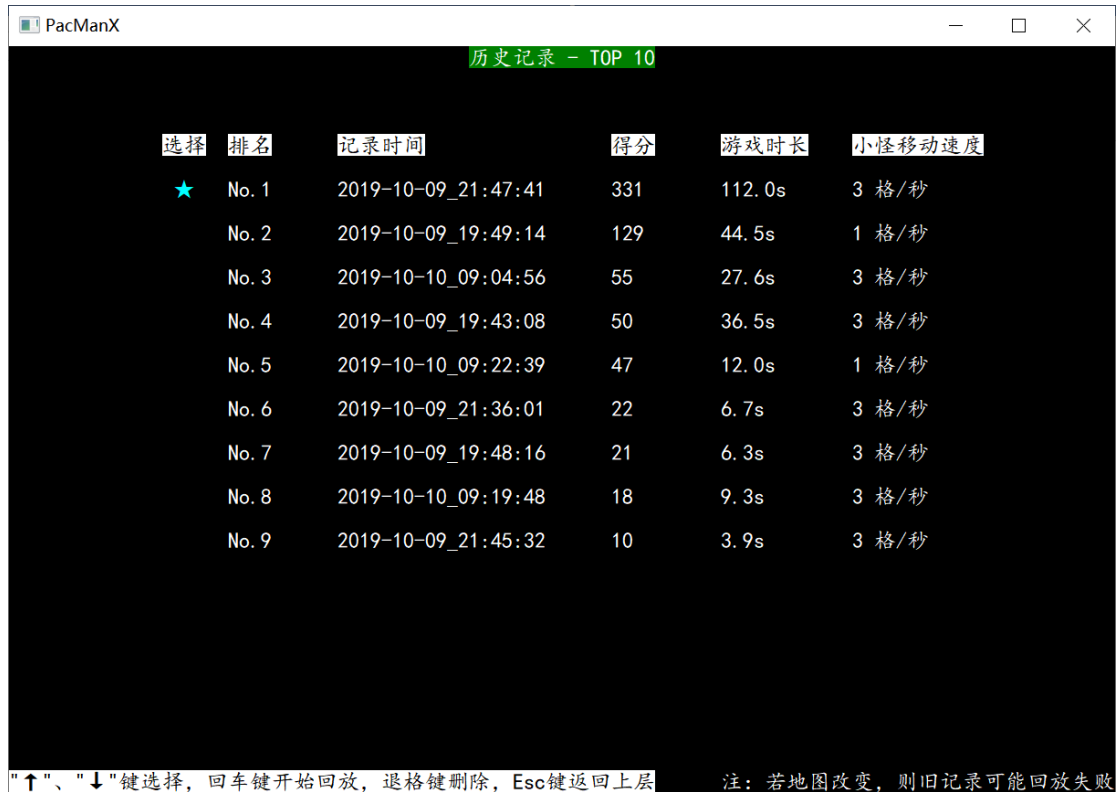 PacManX
历史记录 - TOP 10
选择 排名 记录时间 得分 游戏时长 小怪移动速度
★ No.1 2019-10-09_21:47:41 331 112.0s 3 格/秒
No.2 2019-10-09_19:49:14 129 44.5s 1 格/秒
No.3 2019-10-10_09:04:56 55 27.6s 3 格/秒
No.4 2019-10-09_19:43:08 50 36.5s 3 格/秒
No.5 2019-10-10_09:22:39 47 12.0s 1 格/秒
No.6 2019-10-09_21:36:01 22 6.7s 3 格/秒
No.7 2019-10-09_19:48:16 21 6.3s 3 格/秒
No.8 2019-10-10_09:19:48 18 9.3s 3 格/秒
No.9 2019-10-09_21:45:32 10 3.9s 3 格/秒
"↑"、"↓"键选择，回车键开始回放，退格键删除，Esc键返回上层 注：若地图改变，则旧记录可能回放失败